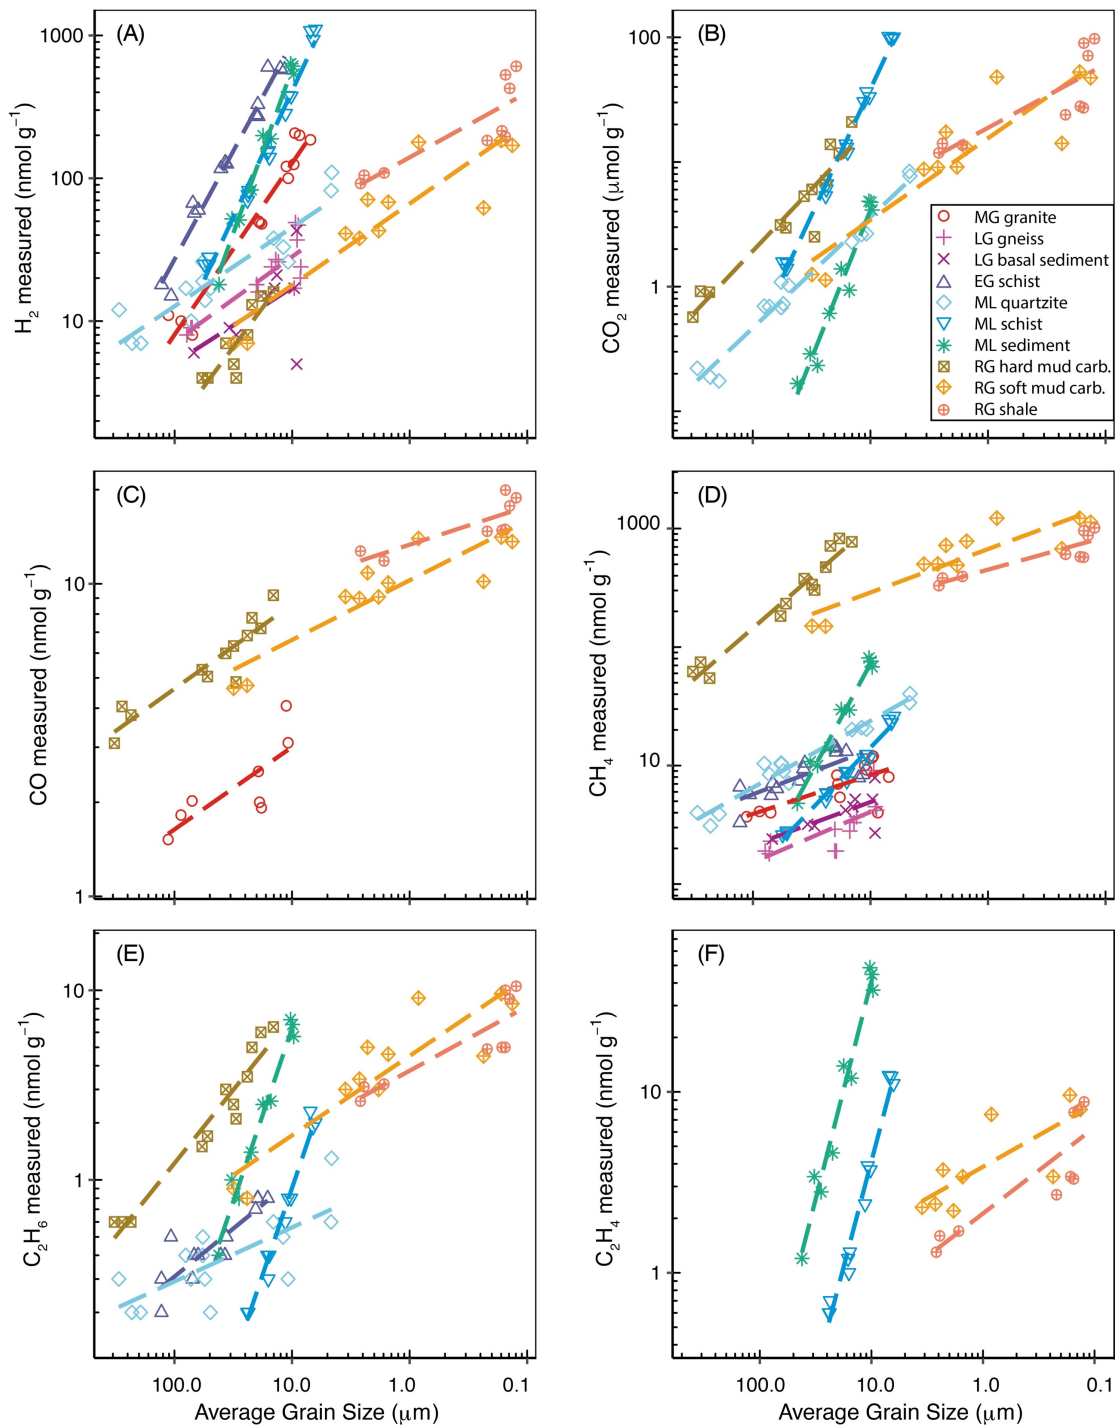 (A)
1000
100
10
H₂ measured (nmol g⁻¹)
(B)
100
1
CO₂ measured (μmol g⁻¹)
MG granite
LG gneiss
LG basal sediment
EG schist
ML quartzite
ML schist
ML sediment
RG hard mud carb.
RG soft mud carb.
RG shale
(C)
10
1
CO measured (nmol g⁻¹)
(D)
1000
10
CH₄ measured (nmol g⁻¹)
(E)
10
1
C₂H₆ measured (nmol g⁻¹)
100.0 10.0 1.0 0.1
Average Grain Size (μm)
(F)
10
1
C₂H₄ measured (nmol g⁻¹)
100.0 10.0 1.0 0.1
Average Grain Size (μm)